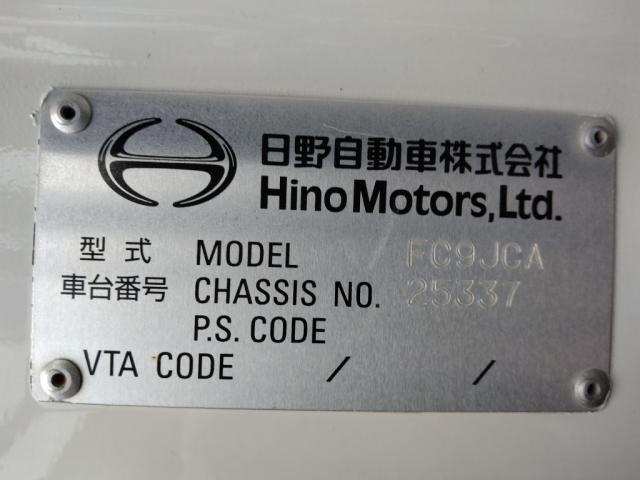 日野自動車株式会社
Hino Motors, Ltd.
型式 MODEL FC9JCA
車台番号 CHASSIS NO. 25337
P.S. CODE
VTA CODE / /